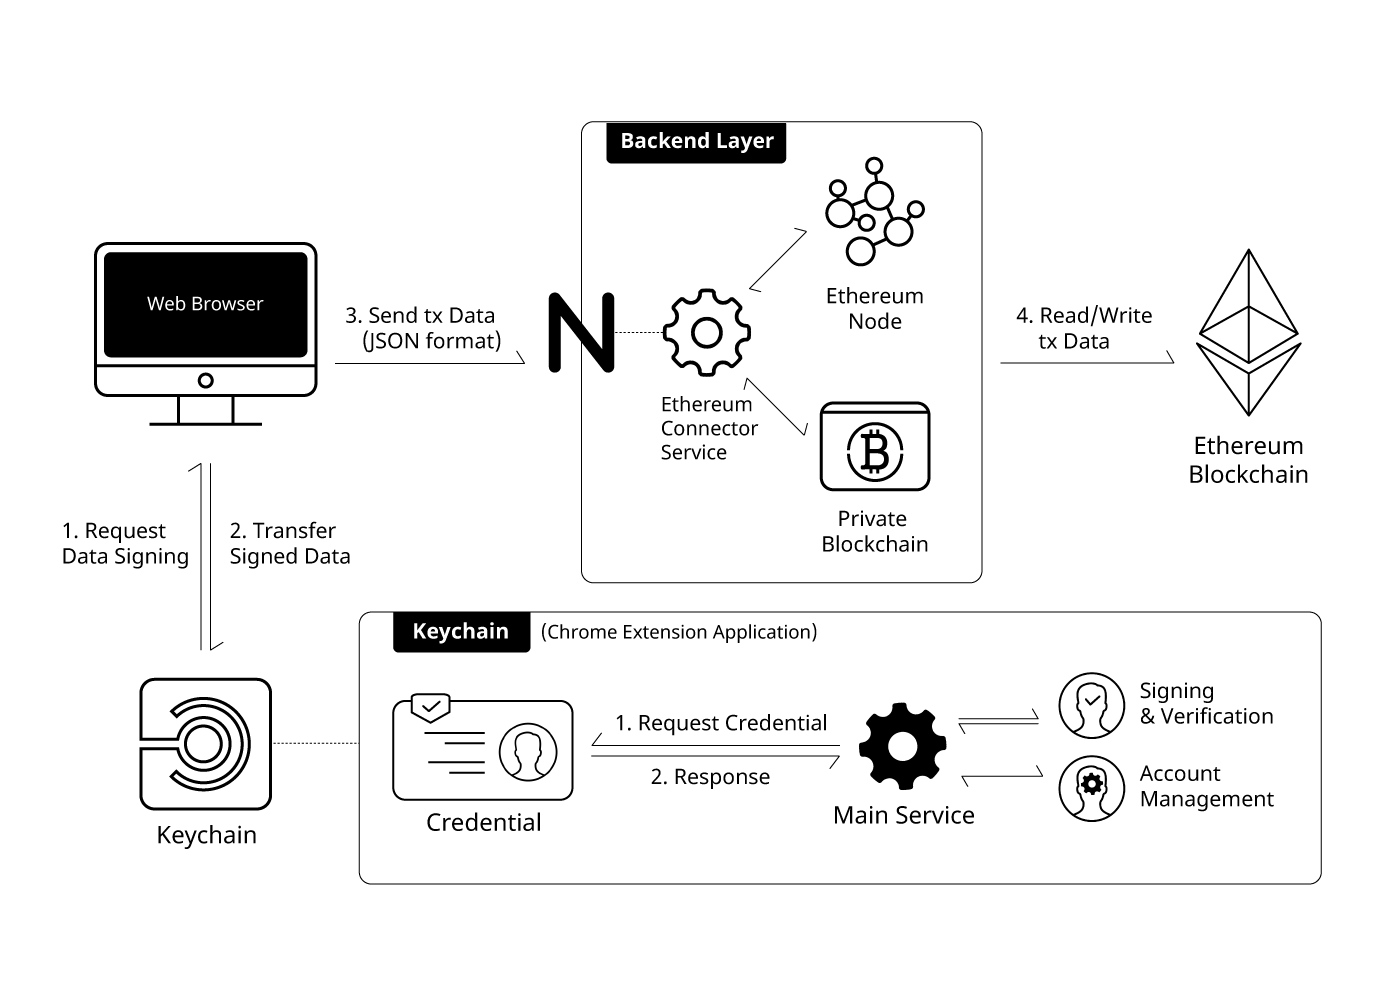 Backend Layer
Web Browser
3. Send tx Data
(JSON format)
N
Ethereum
Node
Ethereum
Connector
Service
Private
Blockchain
4. Read/Write
tx Data
Ethereum
Blockchain
1. Request
Data Signing
2. Transfer
Signed Data
Keychain
Keychain (Chrome Extension Application)
1. Request Credential
2. Response
Credential
Main Service
Signing
& Verification
Account
Management